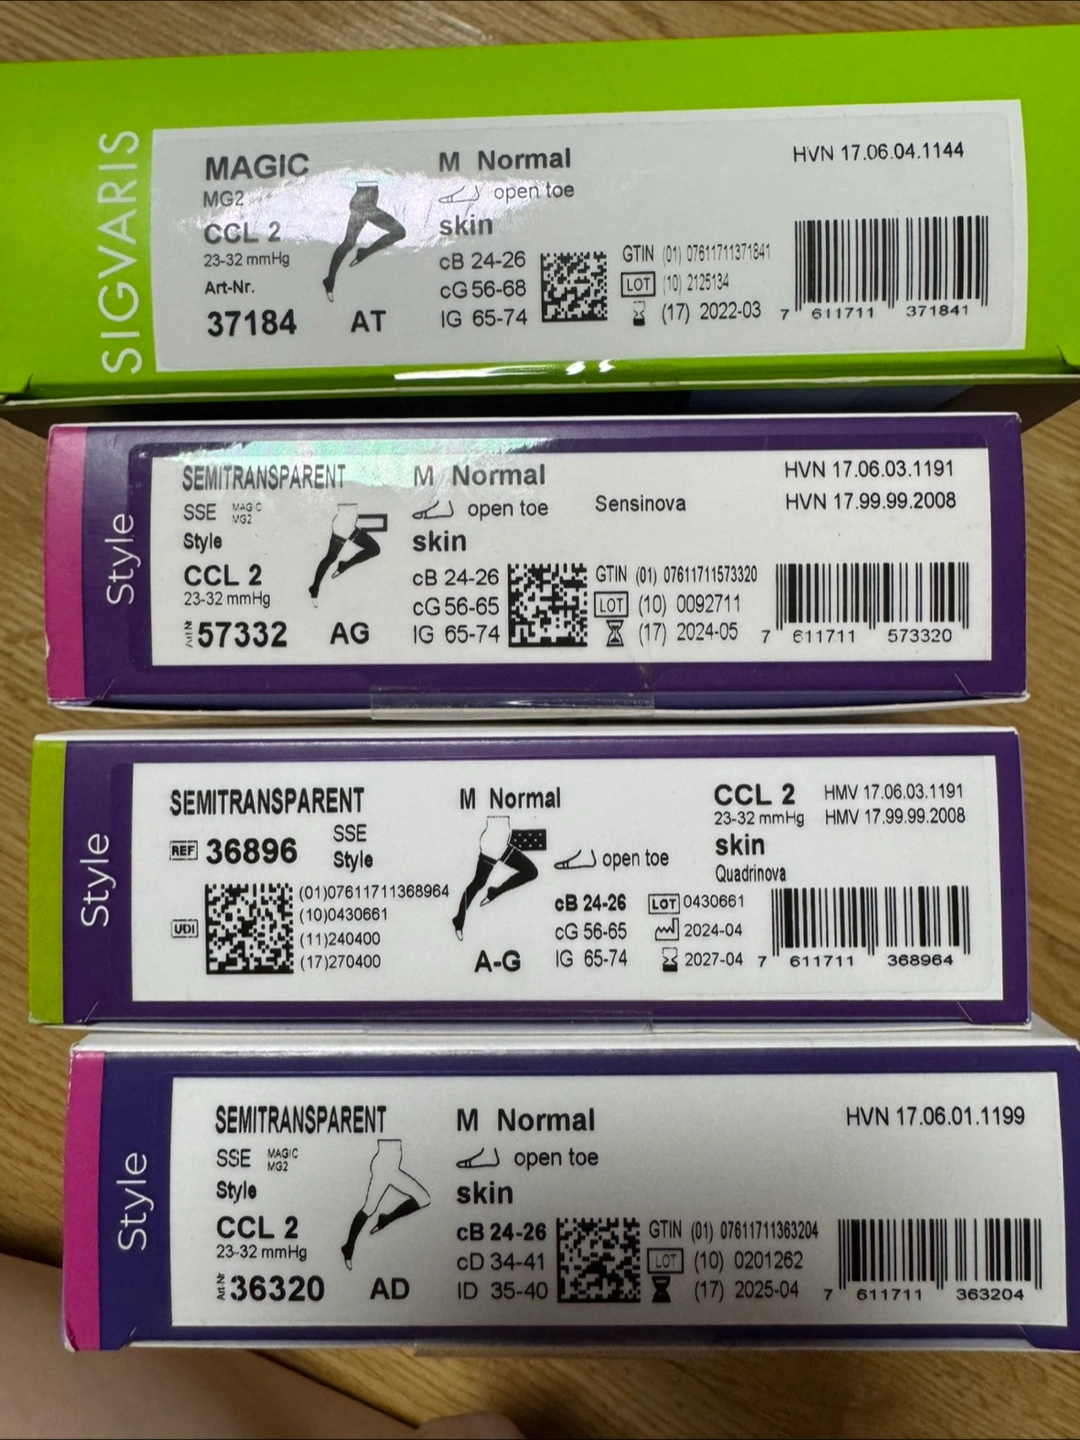 SIGVARIS
MAGIC
MG2
CCL 2
23-32 mmHg
Art-Nr.
37184
AT
M Normal
open toe
skin
cB 24-26
cG 56-68
IG 65-74
HVN 17.06.04.1144
GTIN (01) 07611711371841
LOT (10) 2125134
(17) 2022-03
7 611711 371841
Style
SEMITRANSPARENT
SSE MAGIC
MG2
Style
CCL 2
23-32 mmHg
57332
AG
M Normal
open toe
skin
cB 24-26
cG 56-65
IG 65-74
Sensinova
HVN 17.06.03.1191
HVN 17.99.99.2008
GTIN (01) 07611711573320
LOT (10) 0092711
(17) 2024-05
7 611711 573320
Style
SEMITRANSPARENT
REF 36896
SSE
Style
UDI
(01)07611711368964
(10)0430661
(11)240400
(17)270400
M Normal
A-G
open toe
cB 24-26
cG 56-65
IG 65-74
CCL 2
23-32 mmHg
skin
Quadrinova
HMV 17.06.03.1191
HMV 17.99.99.2008
LOT 0430661
2024-04
2027-04
7 611711 368964
Style
SEMITRANSPARENT
SSE MAGIC
MG2
Style
CCL 2
23-32 mmHg
Art-Nr 36320
AD
M Normal
open toe
skin
cB 24-26
cD 34-41
ID 35-40
HVN 17.06.01.1199
GTIN (01) 07611711363204
LOT (10) 0201262
(17) 2025-04
7 611711 363204